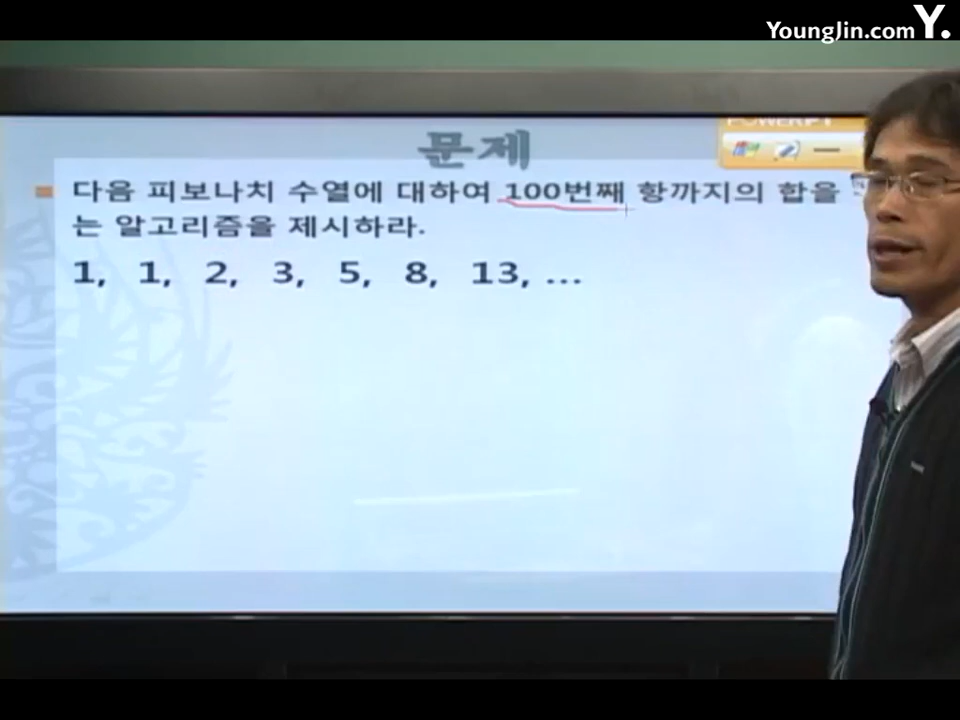 YoungJin.com Y.
POWERPT
문제
다음 피보나치 수열에 대하여 100번째 항까지의 합을
는 알고리즘을 제시하라.
1, 1, 2, 3, 5, 8, 13, ...